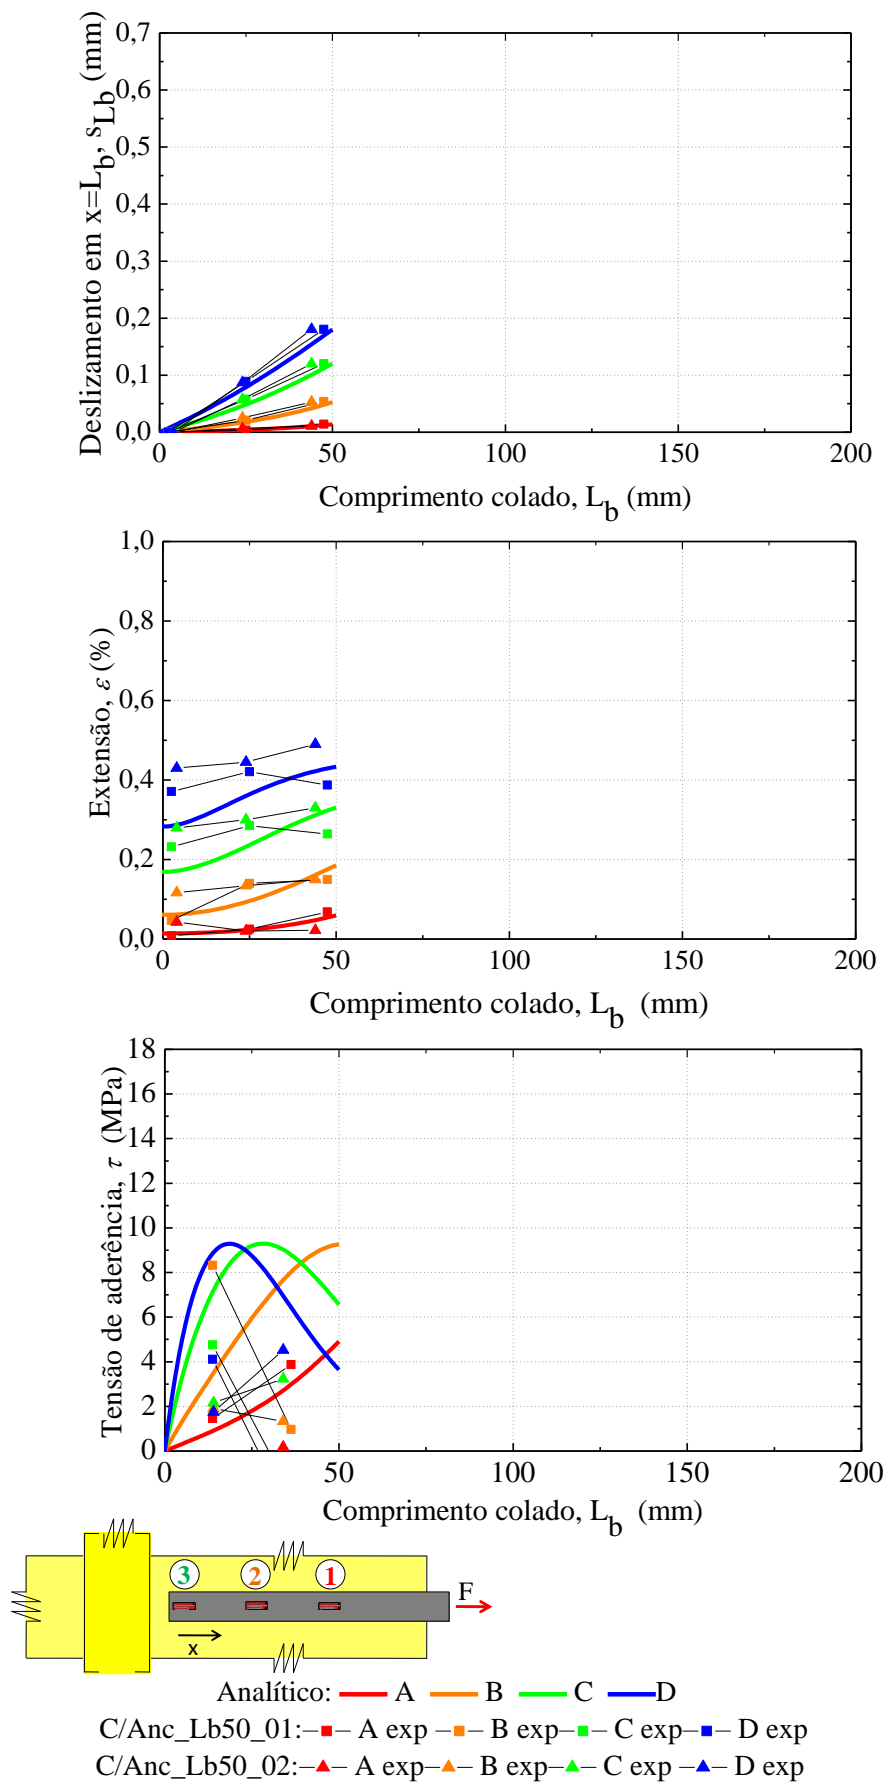 Deslizamento em x=Lb, sLb (mm)
0,7
0,6
0,5
0,4
0,3
0,2
0,1
0,0
0 50 100 150 200
Comprimento colado, Lb (mm)
Extensão, ε (%)
1,0
0,8
0,6
0,4
0,2
0,0
0 50 100 150 200
Comprimento colado, Lb (mm)
Tensão de aderência, τ (MPa)
18
16
14
12
10
8
6
4
2
0
0 50 100 150 200
Comprimento colado, Lb (mm)
3 2 1
F
x
Analítico: A B C D
C/Anc_Lb50_01: A exp B exp C exp D exp
C/Anc_Lb50_02: A exp B exp C exp D exp